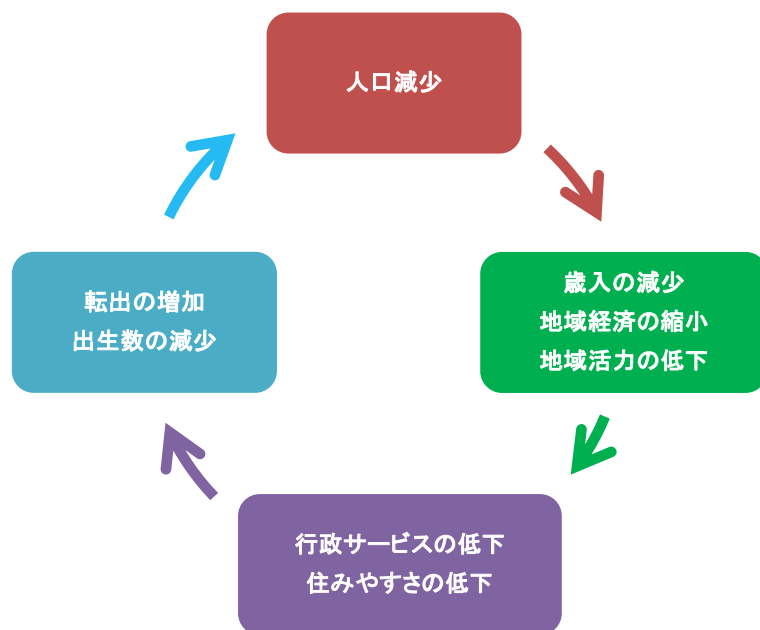 人口減少
歳入の減少
地域経済の縮小
地域活力の低下
行政サービスの低下
住みやすさの低下
転出の増加
出生数の減少